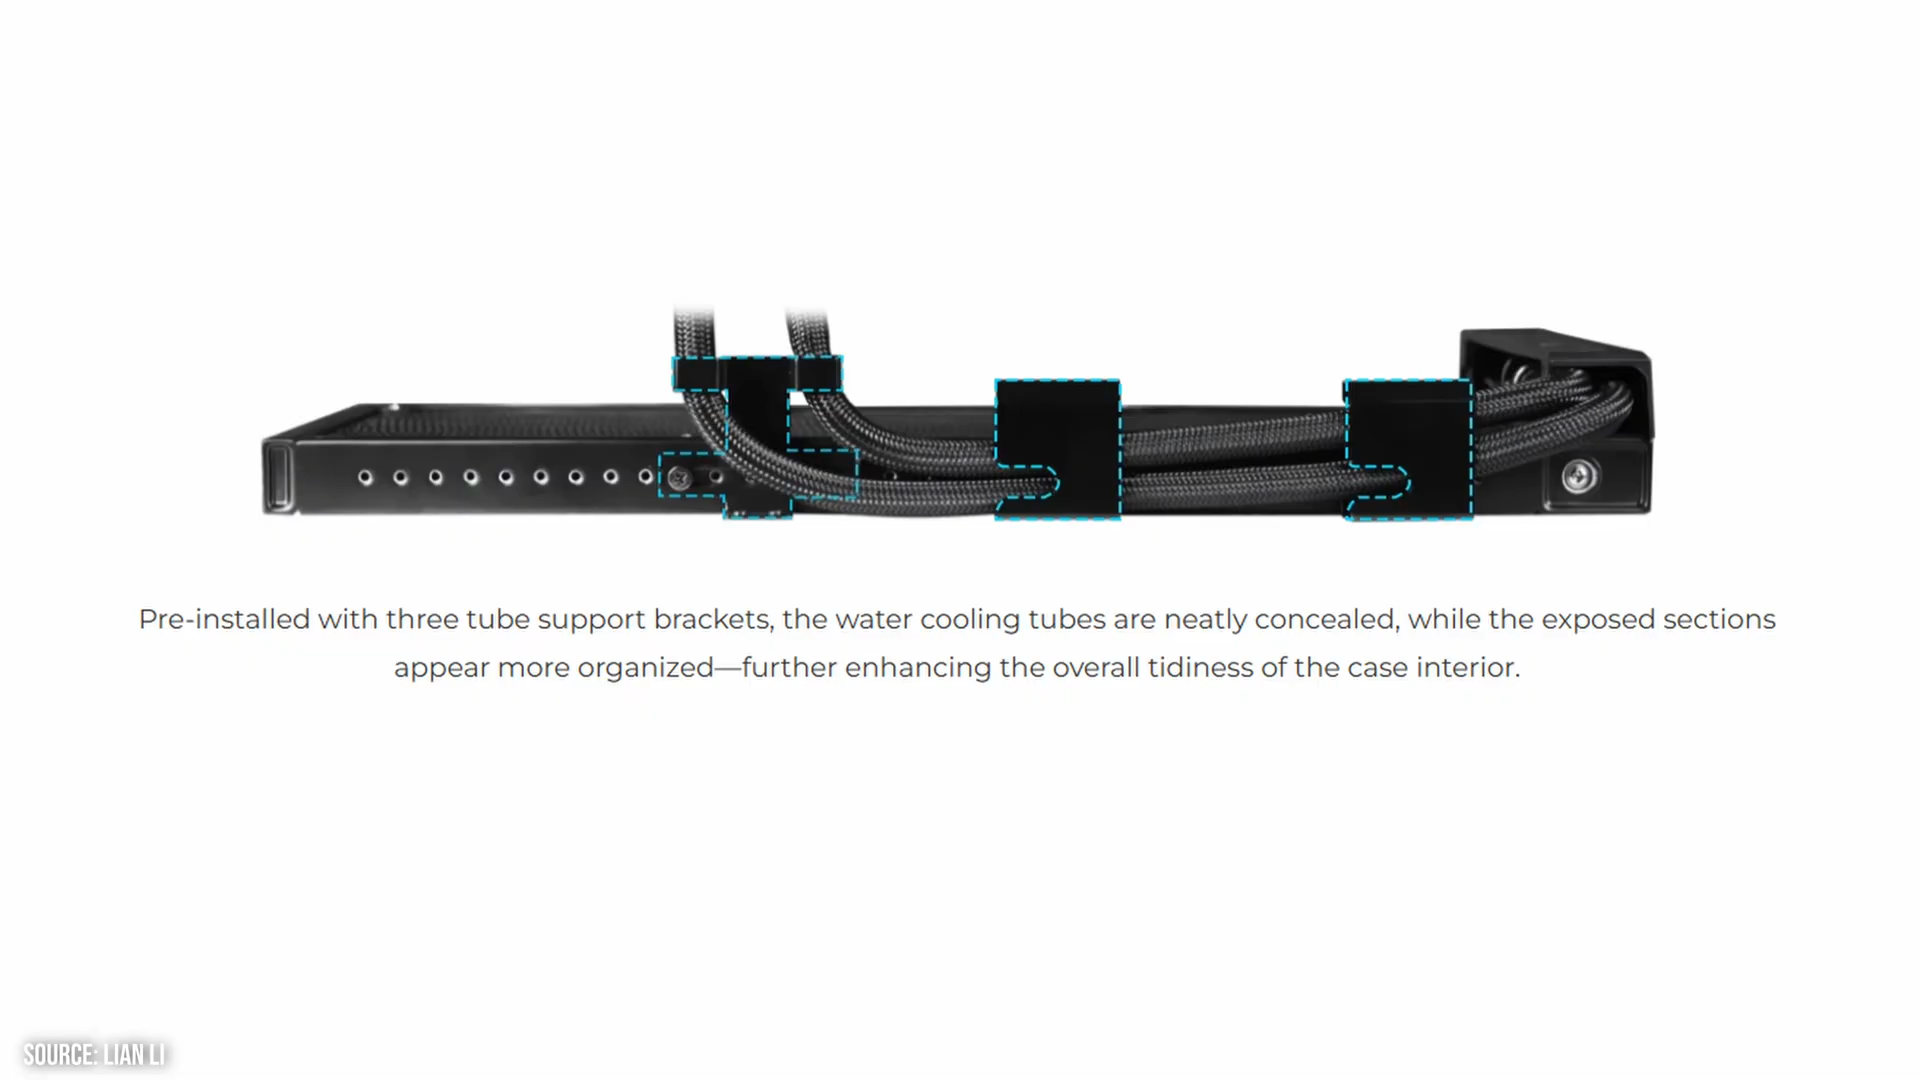 Pre-installed with three tube support brackets, the water cooling tubes are neatly concealed, while the exposed sections
appear more organized—further enhancing the overall tidiness of the case interior.
SOURCE: LIAN LI